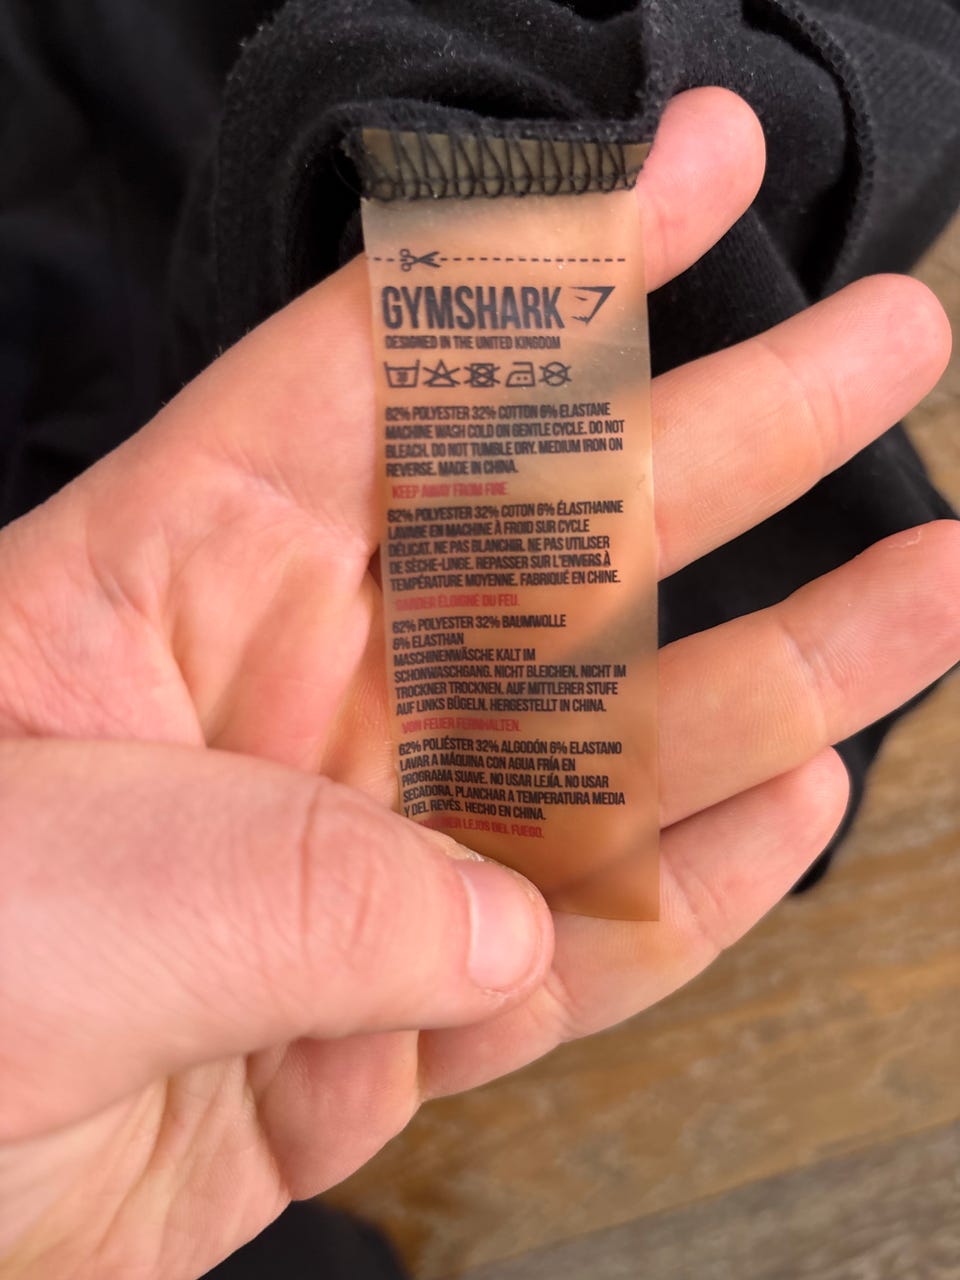 GYMSHARK
DESIGNED IN THE UNITED KINGDOM
30
62% POLYESTER 32% COTTON 6% ELASTANE
MACHINE WASH COLD ON GENTLE CYCLE. DO NOT
BLEACH. DO NOT TUMBLE DRY. MEDIUM IRON ON
REVERSE. MADE IN CHINA.
KEEP AWAY FROM FIRE.
62% POLYESTER 32% COTON 6% ÉLASTHANNE
LAVAGE EN MACHINE À FROID SUR CYCLE
DÉLICAT. NE PAS BLANCHIR. NE PAS UTILISER
DE SÈCHE-LINGE. REPASSER SUR L'ENVERS À
TEMPÉRATURE MOYENNE. FABRIQUÉ EN CHINE.
ÉLOIGNÉ DU FEU.
62% POLYESTER 32% BAUMWOLLE
6% ELASTHAN
MASCHINENWÄSCHE KALT IM
SCHONWASCHGANG. NICHT BLEICHEN. NICHT IM
TROCKNER TROCKNEN. AUF MITTLERER STUFE
AUF LINKS BÜGELN. HERGESTELLT IN CHINA.
VON FEUER FERNHALTEN.
62% POLIÉSTER 32% ALGODÓN 6% ELASTANO
LAVAR A MÁQUINA CON AGUA FRÍA EN
PROGRAMA SUAVE. NO USAR LEJÍA. NO USAR
SECADORA. PLANCHAR A TEMPERATURA MEDIA
Y DEL REVÉS. HECHO EN CHINA.
LEJOS DEL FUEGO.